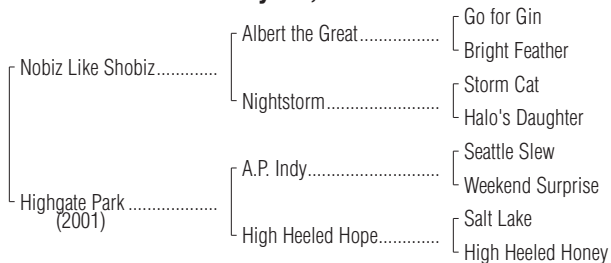 Go for Gin
Albert the Great..................
Bright Feather
Nobiz Like Shobiz.............
Storm Cat
Nightstorm.........................
Halo's Daughter
Seattle Slew
A.P. Indy.............................
Weekend Surprise
Highgate Park ...................
(2001)
Salt Lake
High Heeled Hope..............
High Heeled Honey